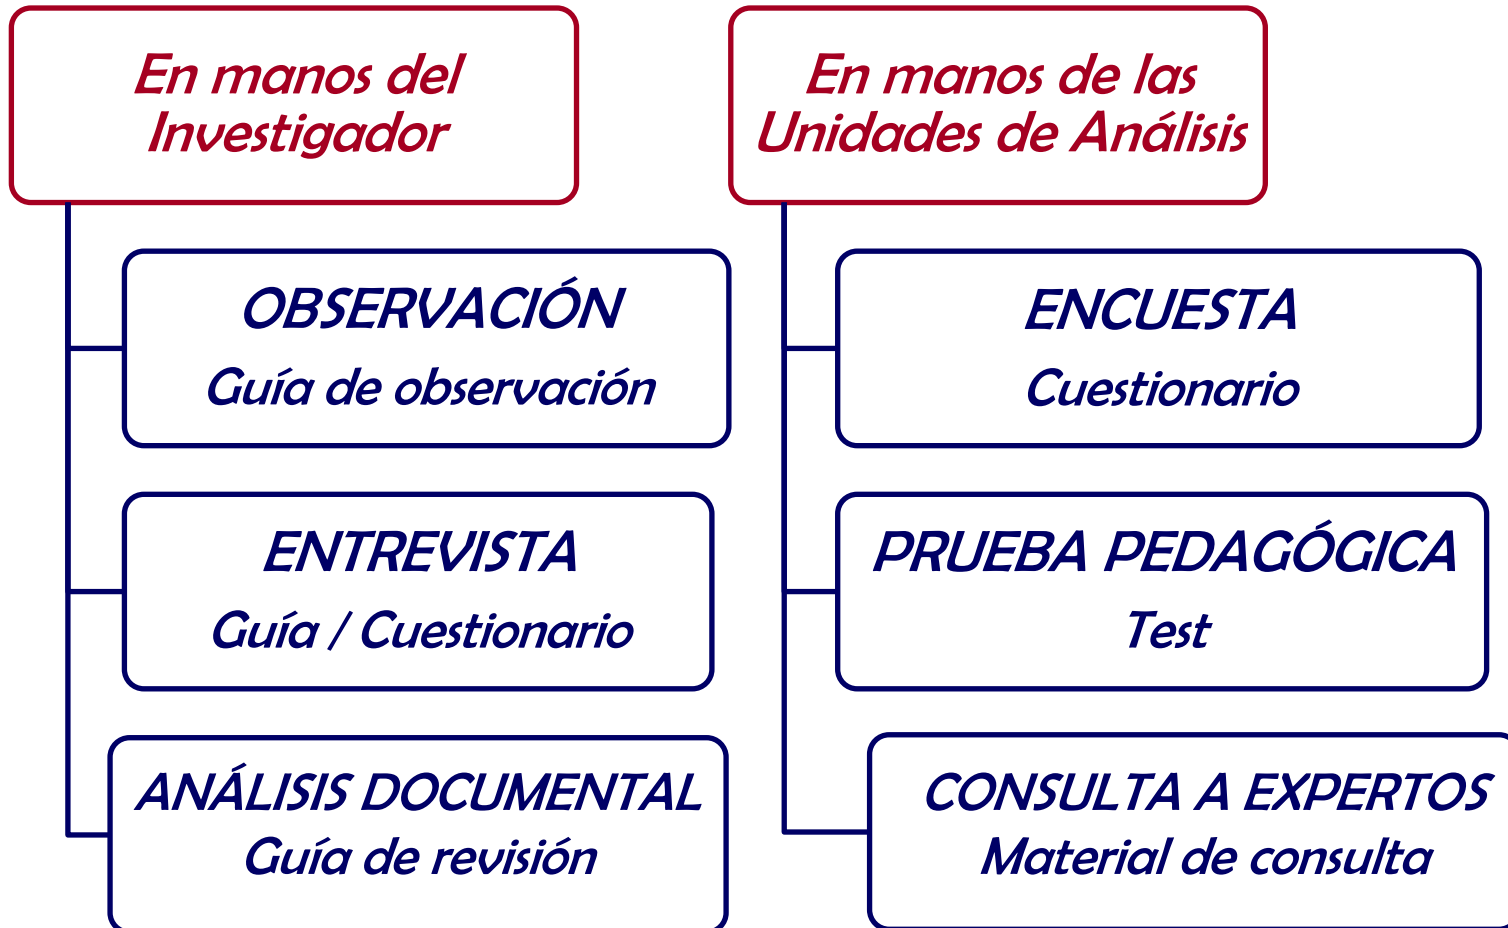 En manos del
Investigador
OBSERVACIÓN
Guía de observación
ENTREVISTA
Guía / Cuestionario
ANÁLISIS DOCUMENTAL
Guía de revisión
En manos de las
Unidades de Análisis
ENCUESTA
Cuestionario
PRUEBA PEDAGÓGICA
Test
CONSULTA A EXPERTOS
Material de consulta